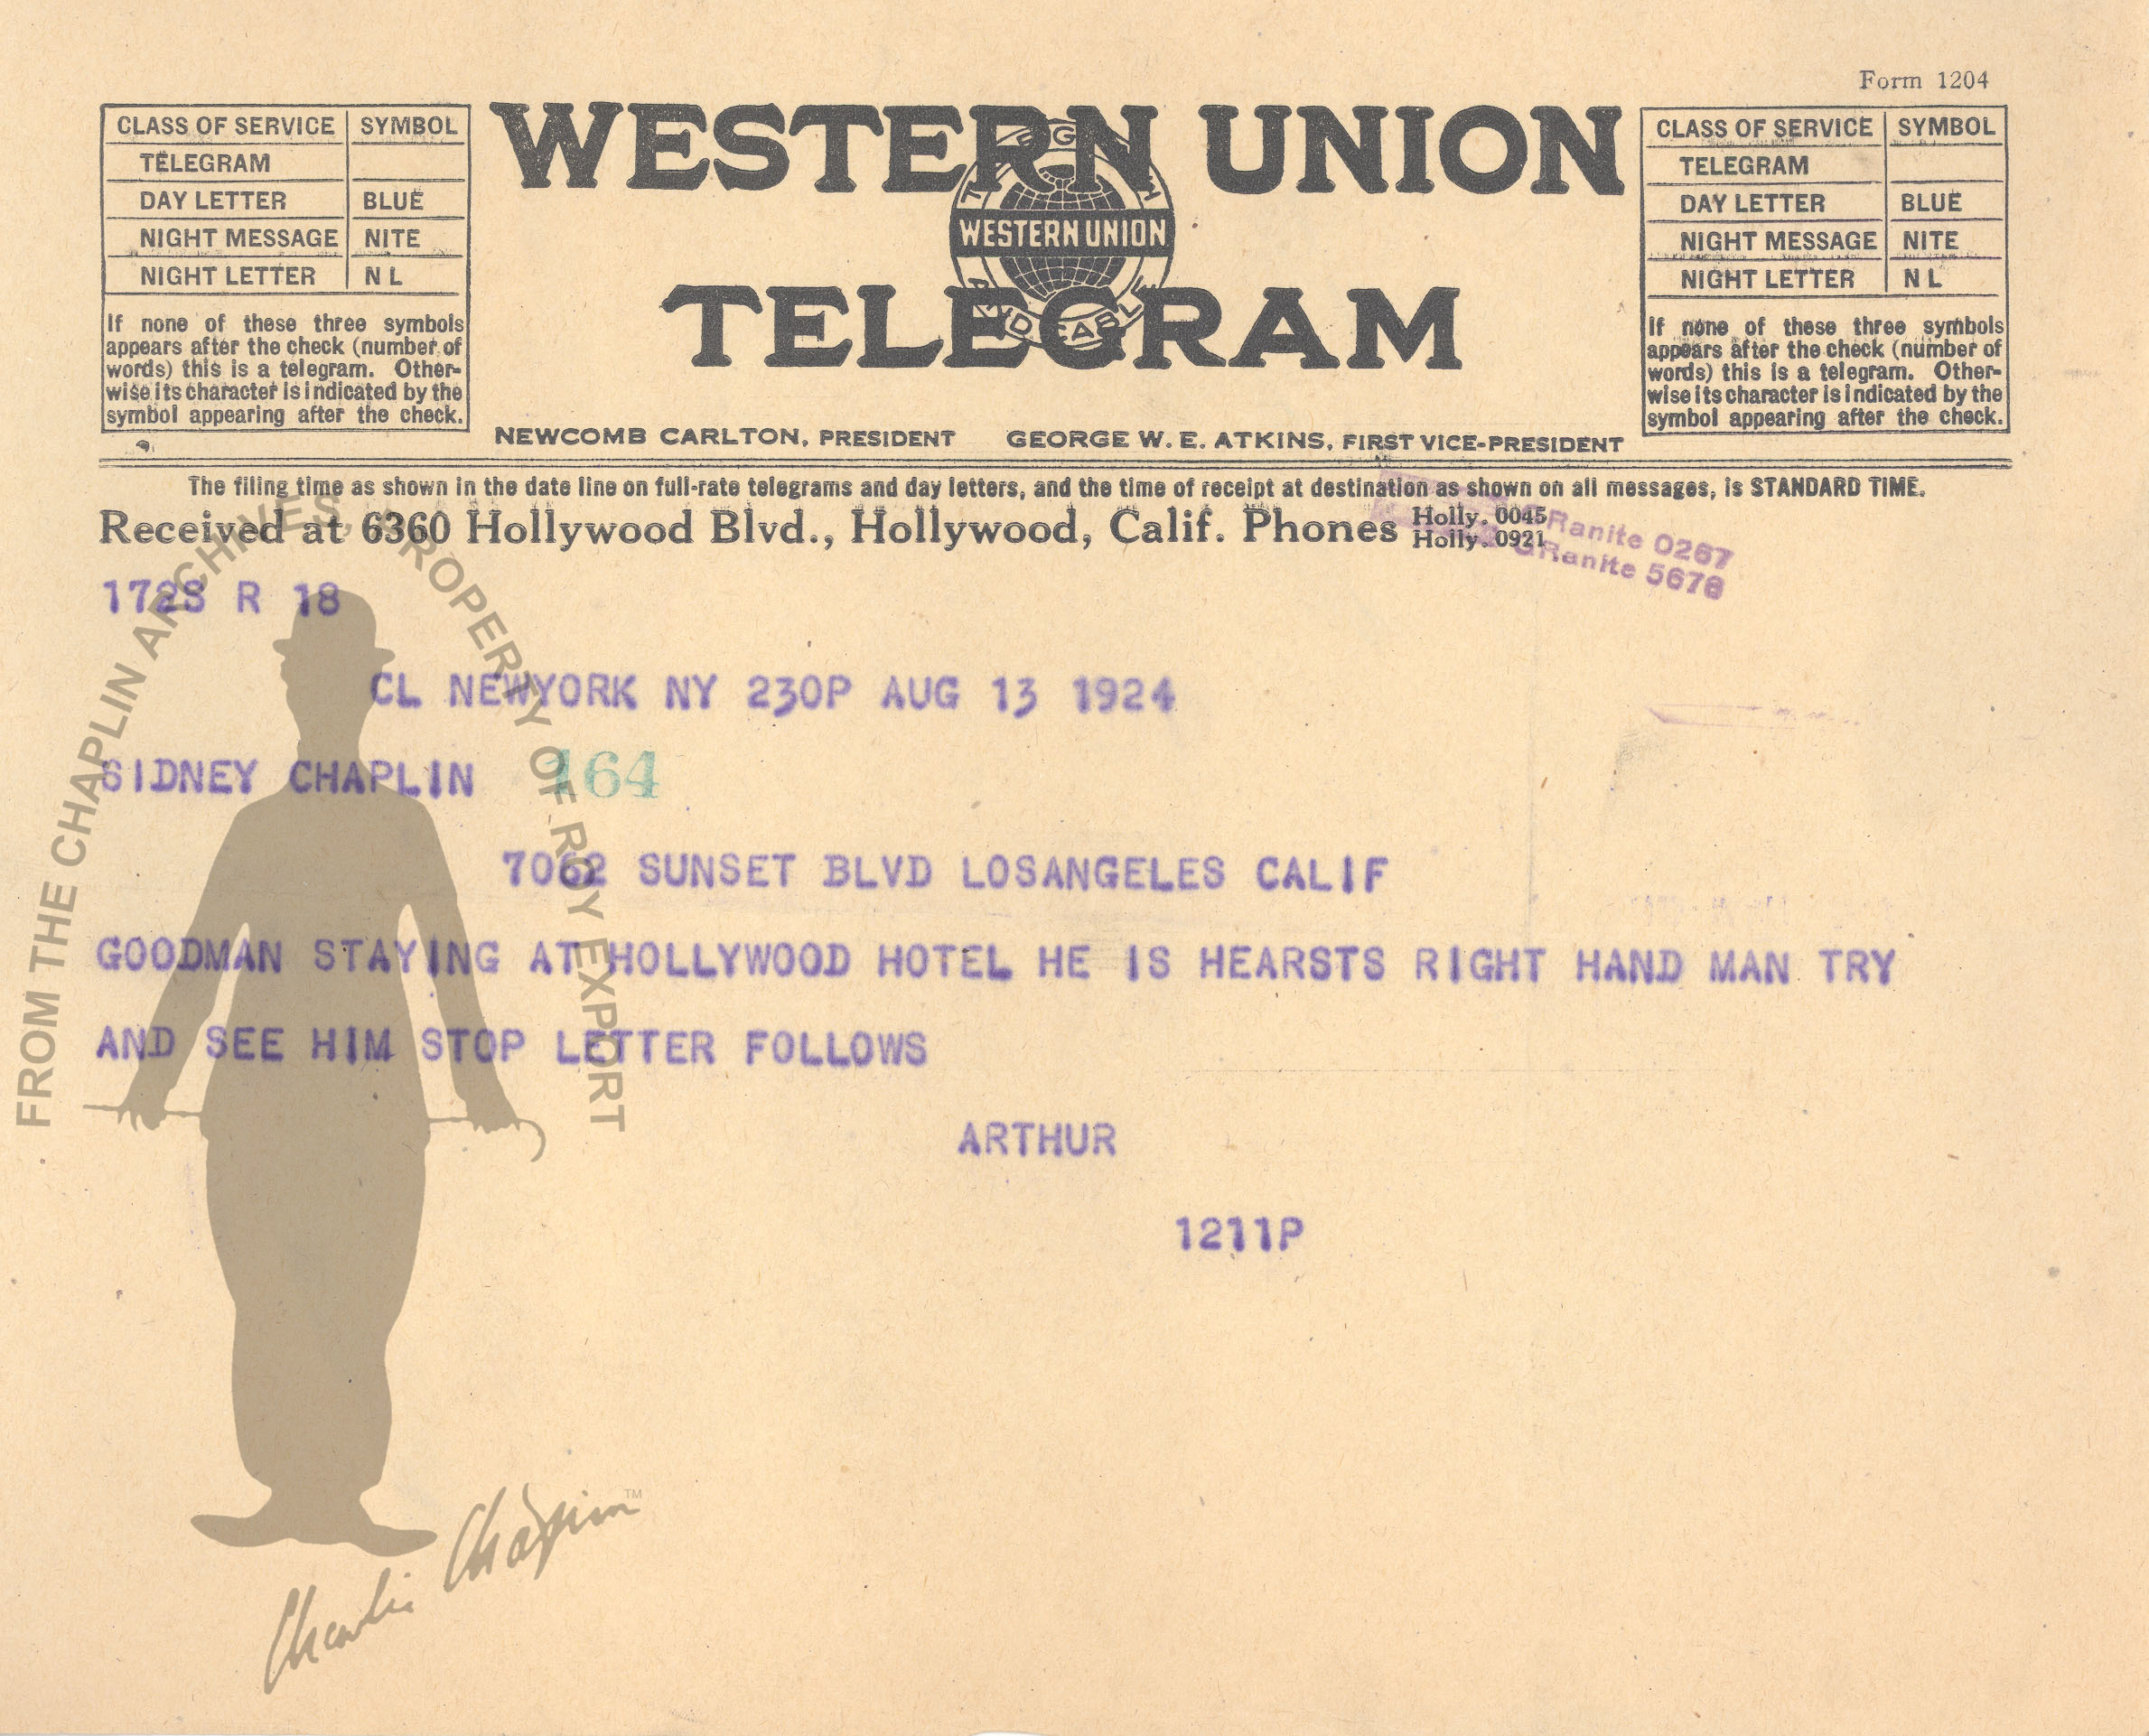 Form 1204
CLASS OF SERVICE SYMBOL
TELEGRAM
DAY LETTER BLUE
NIGHT MESSAGE NITE
NIGHT LETTER N L
If none of these three symbols
appears after the check (number of
words) this is a telegram. Other-
wise its character is indicated by the
symbol appearing after the check.
WESTERN UNION
WESTERN UNION
TELEGRAM
NEWCOMB CARLTON, PRESIDENT GEORGE W. E. ATKINS, FIRST VICE-PRESIDENT
CLASS OF SERVICE SYMBOL
TELEGRAM
DAY LETTER BLUE
NIGHT MESSAGE NITE
NIGHT LETTER N L
If none of these three symbols
appears after the check (number of
words) this is a telegram. Other-
wise its character is indicated by the
symbol appearing after the check.
The filing time as shown in the date line on full-rate telegrams and day letters, and the time of receipt at destination as shown on all messages, is STANDARD TIME.
Received at 6360 Hollywood Blvd., Hollywood, Calif. Phones Holly. 0045
Holly. 0921
GRanite 0267
GRanite 5678
172S R 18
CL NEWYORK NY 230P AUG 13 1924
SIDNEY CHAPLIN 164
7062 SUNSET BLVD LOSANGELES CALIF
GOODMAN STAYING AT HOLLYWOOD HOTEL HE IS HEARSTS RIGHT HAND MAN TRY
AND SEE HIM STOP LETTER FOLLOWS
ARTHUR
1211P
FROM THE CHAPLIN ARCHIVES, PROPERTY OF ROY EXPORT
Charlie Chaplin™